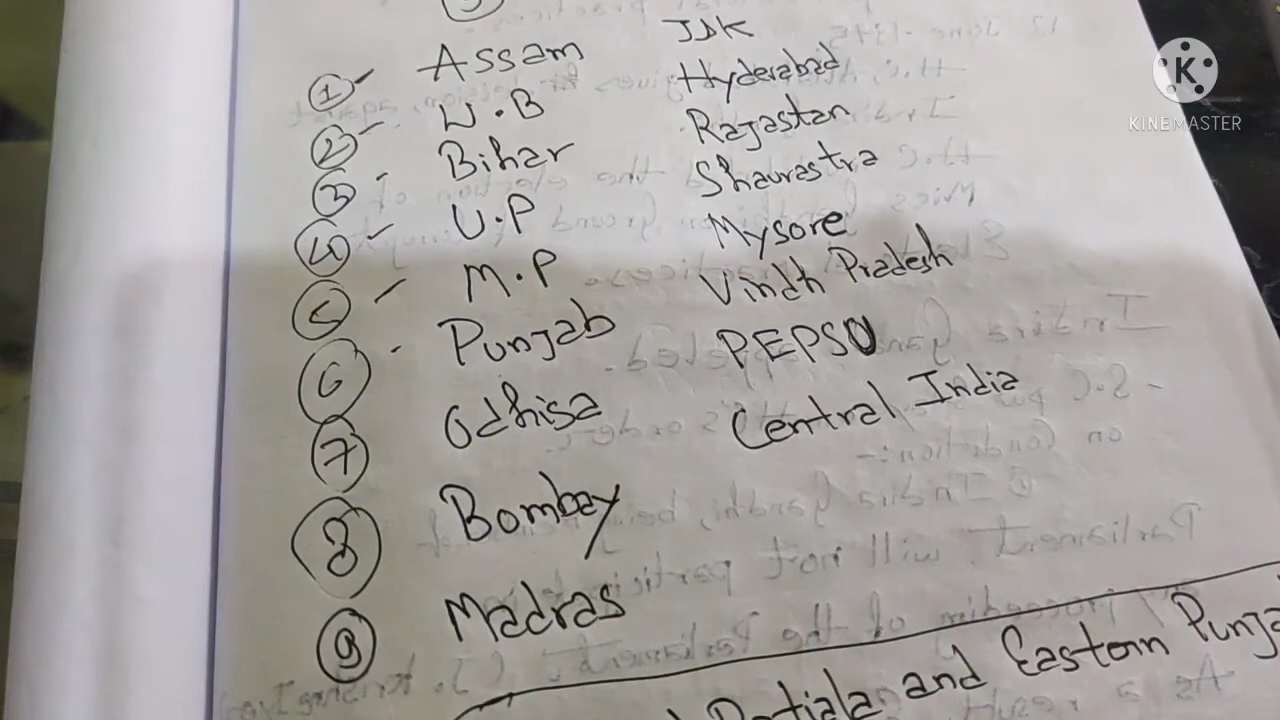 ① Assam JJK
② W.B Hyderabad
③ Bihar Rajastan
④ U.P Shaurastra
⑤ M.P Mysore
⑥ Punjab Vindh Pradesh
⑦ Odhisa PEPSU
⑧ Bombay Central India
⑨ Madras
Patiala and Eastern Punja
K
KINEMASTER